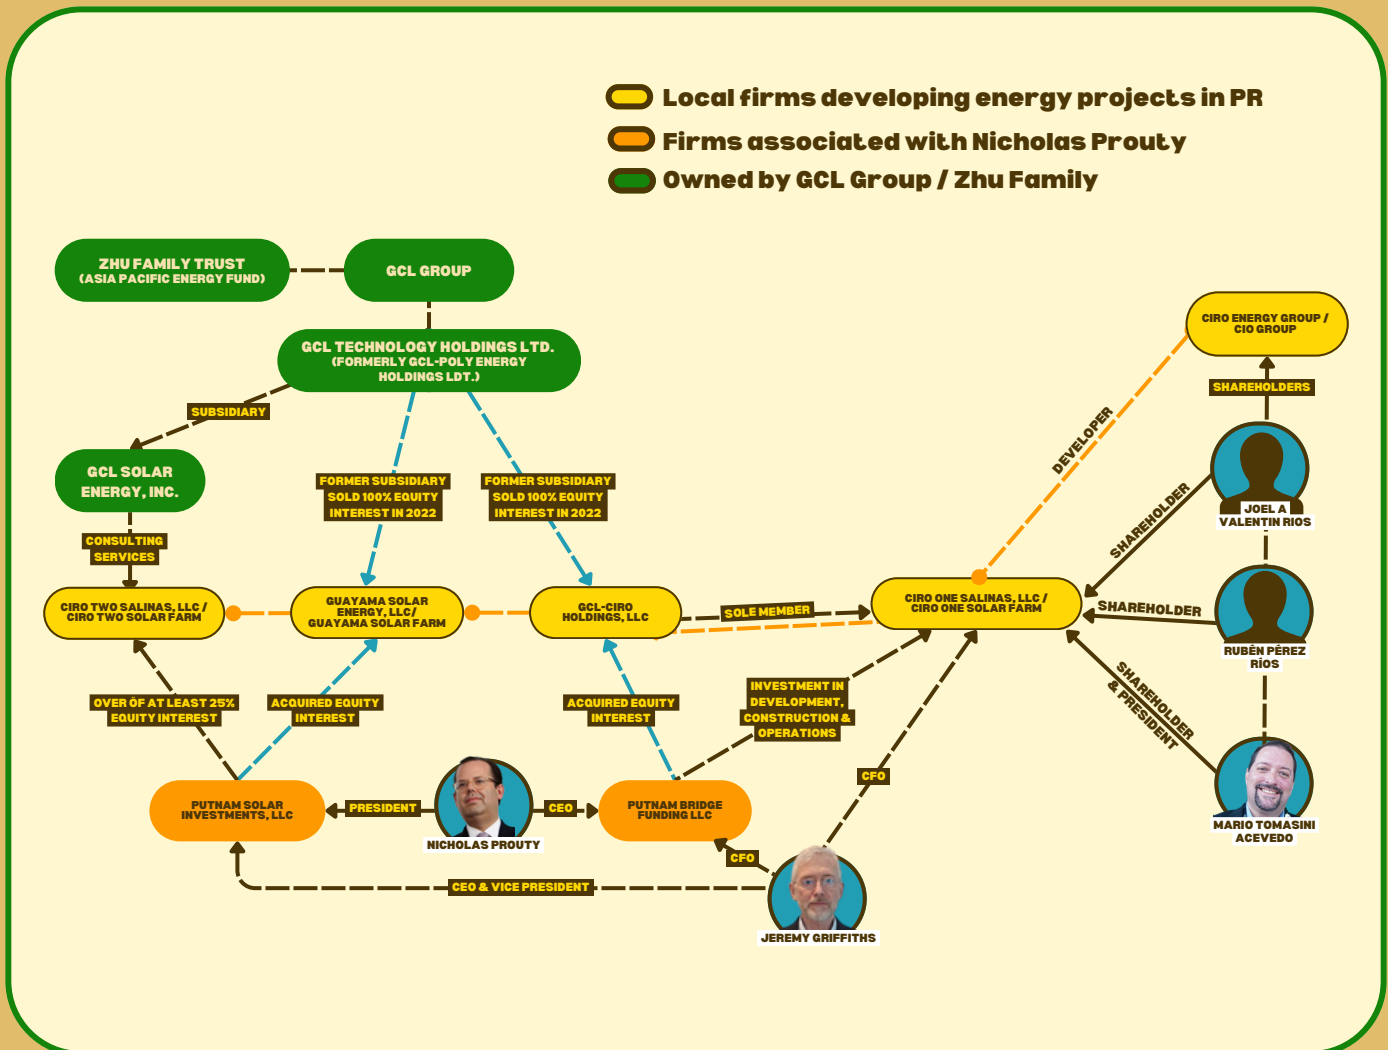 Local firms developing energy projects in PR
Firms associated with Nicholas Prouty
Owned by GCL Group / Zhu Family
ZHU FAMILY TRUST
(ASIA PACIFIC ENERGY FUND)
GCL GROUP
GCL TECHNOLOGY HOLDINGS LTD.
(FORMERLY GCL-POLY ENERGY
HOLDINGS LDT.)
CIRO ENERGY GROUP /
CIO GROUP
SHAREHOLDERS
SUBSIDIARY
DEVELOPER
GCL SOLAR
ENERGY, INC.
FORMER SUBSIDIARY
SOLD 100% EQUITY
INTEREST IN 2022
FORMER SUBSIDIARY
SOLD 100% EQUITY
INTEREST IN 2022
JOEL A
VALENTIN RIOS
SHAREHOLDER
CONSULTING
SERVICES
CIRO TWO SALINAS, LLC /
CIRO TWO SOLAR FARM
GUAYAMA SOLAR
ENERGY, LLC/
GUAYAMA SOLAR FARM
GCL-CIRO
HOLDINGS, LLC
SOLE MEMBER
CIRO ONE SALINAS, LLC /
CIRO ONE SOLAR FARM
SHAREHOLDER
RUBÉN PÉREZ
RÍOS
OVER ÓF AT LEAST 25%
EQUITY INTEREST
ACQUIRED EQUITY
INTEREST
ACQUIRED EQUITY
INTEREST
INVESTMENT IN
DEVELOPMENT,
CONSTRUCTION &
OPERATIONS
SHAREHOLDER
& PRESIDENT
CFO
PUTNAM SOLAR
INVESTMENTS, LLC
PRESIDENT
CEO
PUTNAM BRIDGE
FUNDING LLC
NICHOLAS PROUTY
MARIO TOMASINI
ACEVEDO
CFO
CEO & VICE PRESIDENT
JEREMY GRIFFITHS